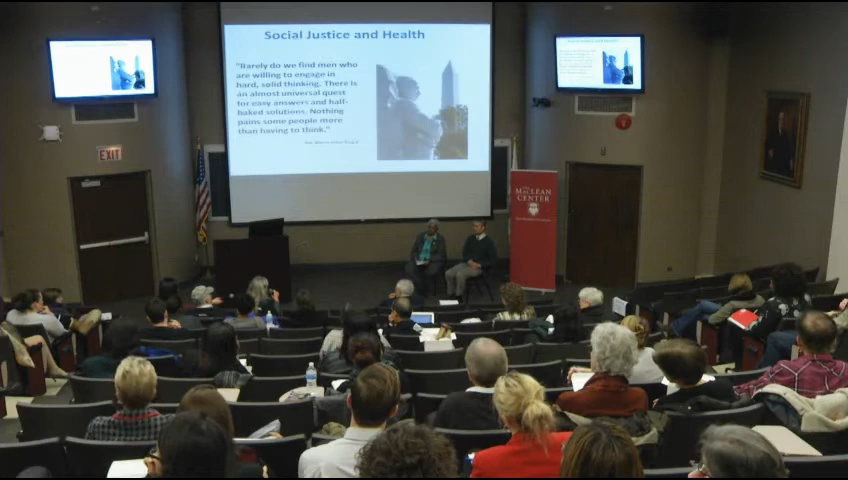 Social Justice and Health
"Rarely do we find men who
are willing to engage in
hard, solid thinking. There is
an almost universal quest
for easy answers and half-
baked solutions. Nothing
pains some people more
than having to think."
EXIT
MACLEAN
CENTER